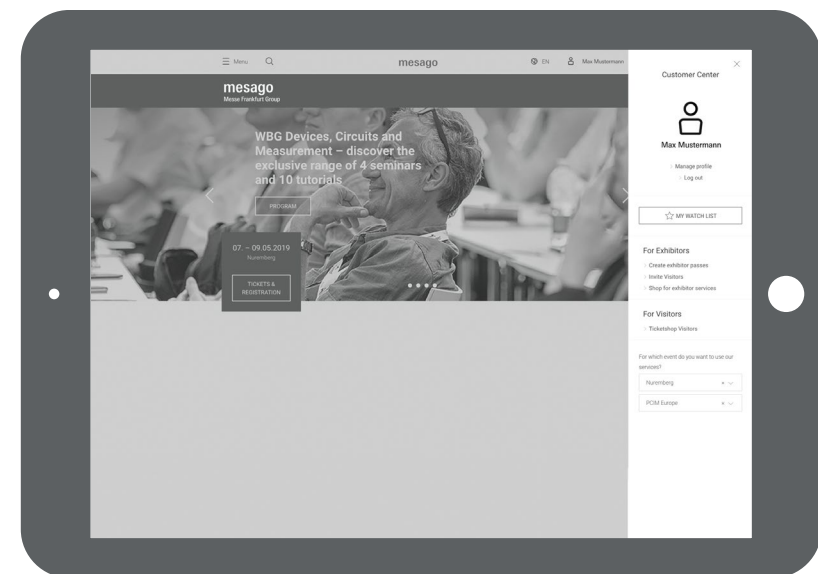 Menu
mesago
EN
Max Mustermann
mesago
Messe Frankfurt Group
WBG Devices, Circuits and
Measurement – discover the
exclusive range of 4 seminars
and 10 tutorials
PROGRAM
07. – 09.05.2019
Nuremberg
TICKETS &
REGISTRATION
Customer Center
Max Mustermann
Manage profile
Log out
MY WATCH LIST
For Exhibitors
Create exhibitor passes
Invite Visitors
Shop for exhibitor services
For Visitors
Ticketshop Visitors
For which event do you want to use our
services?
Nuremberg
PCIM Europe